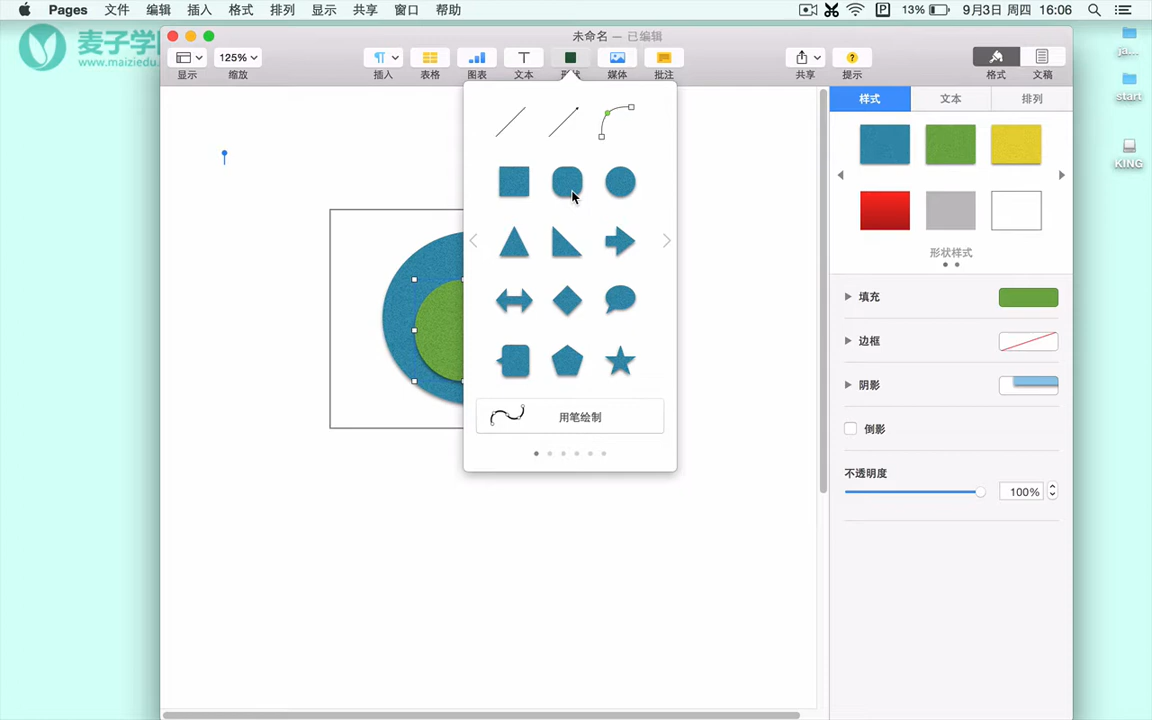 Pages 文件 编辑 插入 格式 排列 显示 共享 窗口 帮助 P 13% 9月3日 周四 16:06
麦子学
www.maiziedu.
未命名 — 已编辑
125%
T
?
显示 缩放 插入 表格 图表 文本 形状 媒体 批注 共享 提示 格式 文稿
ja...
start
KING
样式 文本 排列
形状样式
填充
边框
阴影
倒影
不透明度
100%
用笔绘制